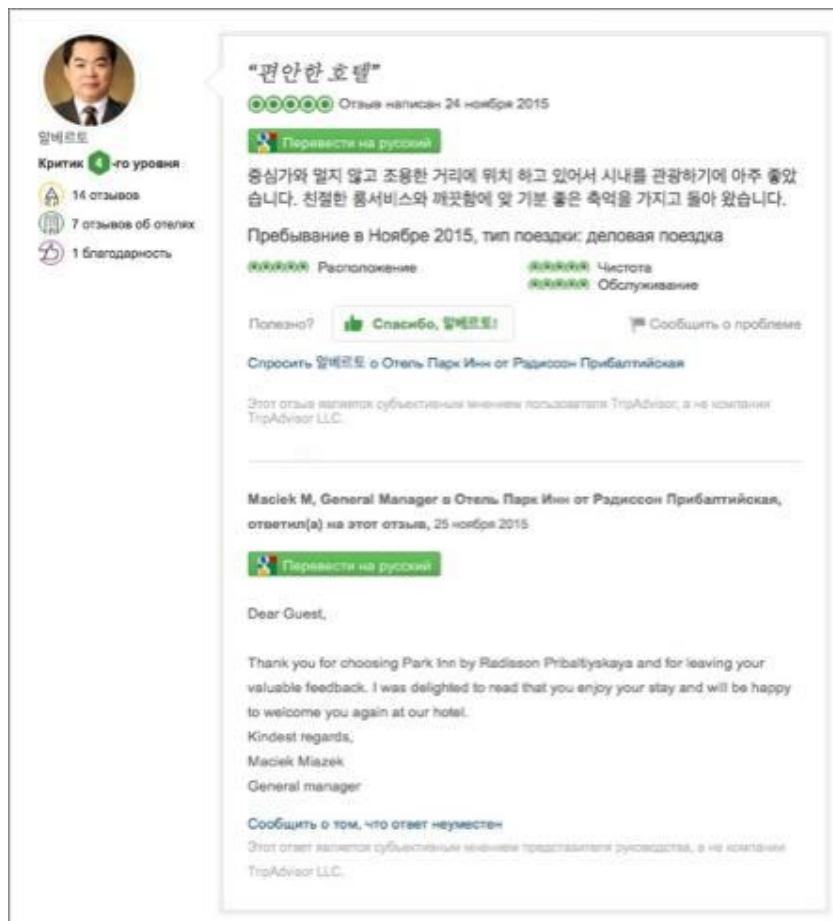 알베르토
Критик 4-го уровня
14 отзывов
7 отзывов об отелях
1 благодарность
“편안한 호텔”
Отзыв написан 24 ноября 2015
Перевести на русский
중심가와 멀지 않고 조용한 거리에 위치 하고 있어서 시내를 관광하기에 아주 좋았
습니다. 친절한 룸서비스와 깨끗함에 앚 기분 좋은 축억을 가지고 돌아 왔습니다.
Пребывание в Ноябре 2015, тип поездки: деловая поездка
Расположение
Чистота
Обслуживание
Полезно?
Спасибо, 알베르토!
Сообщить о проблеме
Спросить 알베르토 о Отель Парк Инн от Рэдиссон Прибалтийская
Этот отзыв является субъективным мнением пользователя TripAdvisor, а не компании
TripAdvisor LLC.
Maciek M, General Manager в Отель Парк Инн от Рэдиссон Прибалтийская,
ответил(а) на этот отзыв, 25 ноября 2015
Перевести на русский
Dear Guest,
Thank you for choosing Park Inn by Radisson Pribaltiyskaya and for leaving your
valuable feedback. I was delighted to read that you enjoy your stay and will be happy
to welcome you again at our hotel.
Kindest regards,
Maciek Miazek
General manager
Сообщить о том, что ответ неуместен
Этот ответ является субъективным мнением представителя руководства, а не компании
TripAdvisor LLC.